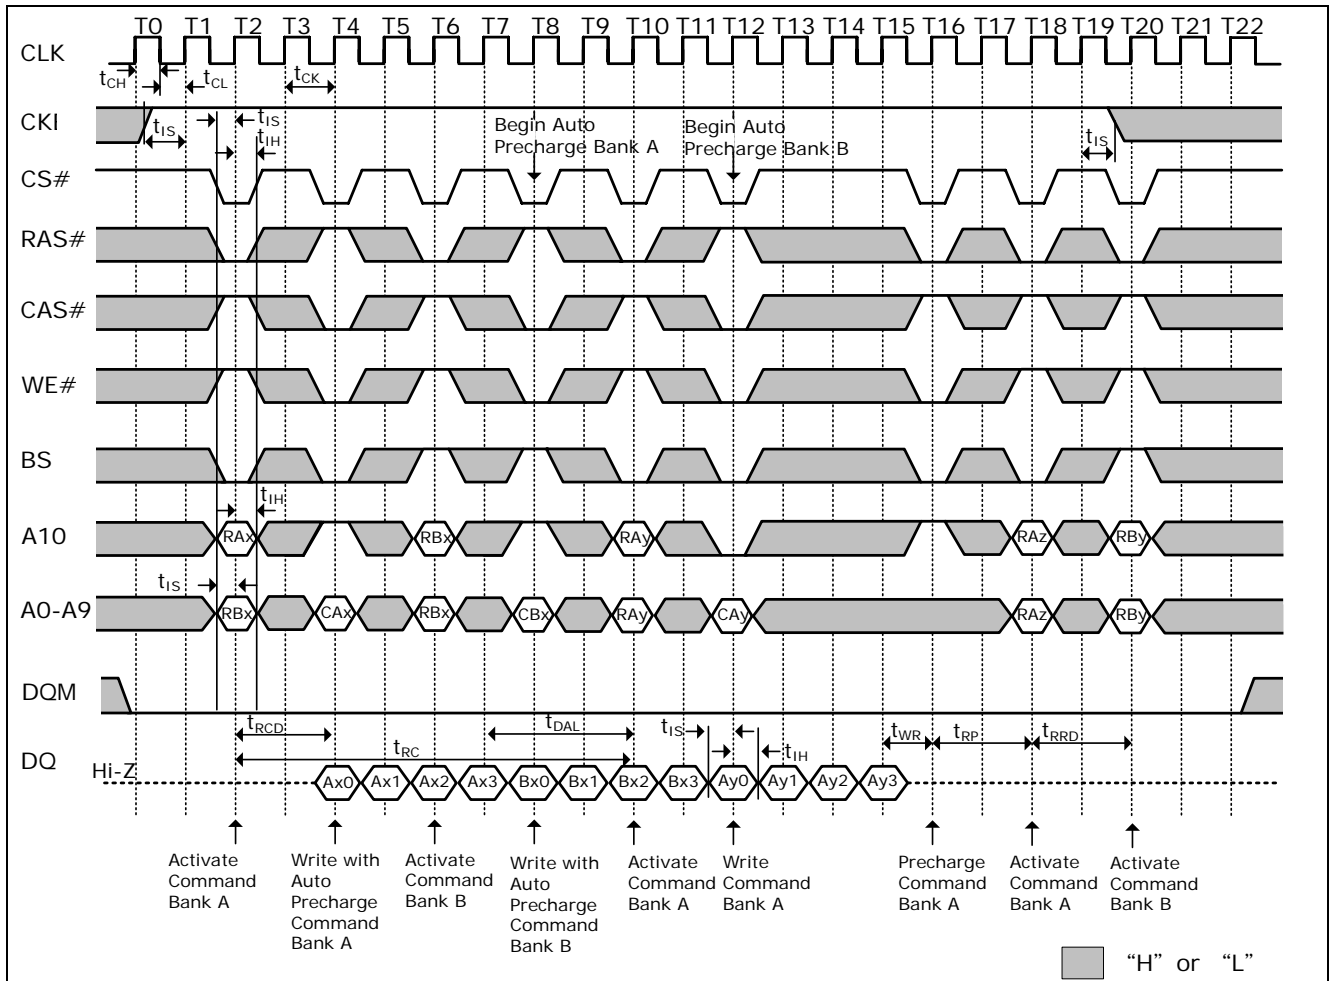 T0 T1 T2 T3 T4 T5 T6 T7 T8 T9 T10 T11 T12 T13 T14 T15 T16 T17 T18 T19 T20 T21 T22
CLK
tCH tCL tCK
CKI
tIS tIS tIH tIS
Begin Auto
Precharge Bank A
Begin Auto
Precharge Bank B
CS#
RAS#
CAS#
WE#
BS
tIH
A10
RAx RBx RAy RAz RBy
tIS
A0-A9
RBx CAx RBx CBx RAy CAy RAz RBy
DQM
tRCD tDAL tIS tWR tRP tRRD
tRC tIH
DQ
Hi-Z
Ax0 Ax1 Ax2 Ax3 Bx0 Bx1 Bx2 Bx3 Ay0 Ay1 Ay2 Ay3
Activate
Command
Bank A
Write with
Auto
Precharge
Command
Bank A
Activate
Command
Bank B
Write with
Auto
Precharge
Command
Bank B
Activate
Command
Bank A
Write
Command
Bank A
Precharge
Command
Bank A
Activate
Command
Bank A
Activate
Command
Bank B
“H” or “L”